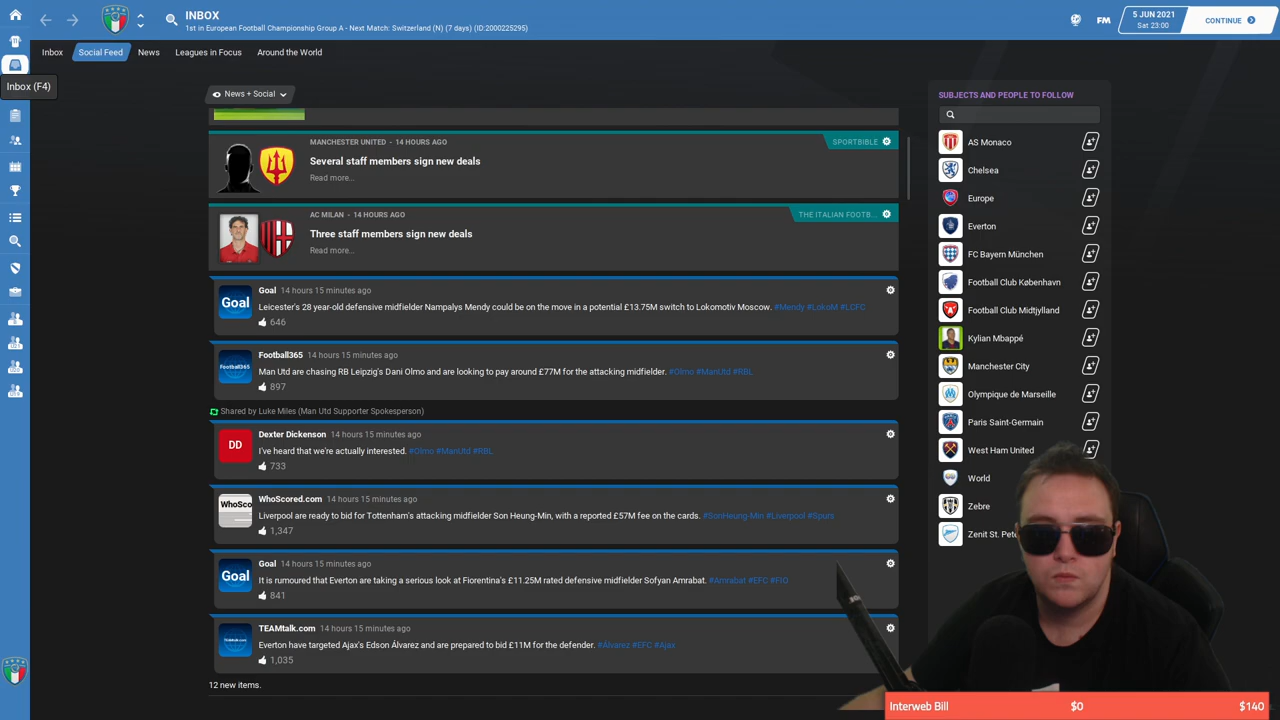 INBOX
1st in European Football Championship Group A - Next Match: Switzerland (N) (7 days) (ID:2000225295)
FM
5 JUN 2021
Sat 23:00
CONTINUE
Inbox
Social Feed
News
Leagues in Focus
Around the World
Inbox (F4)
News + Social
MANCHESTER UNITED - 14 HOURS AGO
SPORTBIBLE
Several staff members sign new deals
Read more...
AC MILAN - 14 HOURS AGO
THE ITALIAN FOOTB...
Three staff members sign new deals
Read more...
Goal
Goal 14 hours 15 minutes ago
Leicester's 28 year-old defensive midfielder Nampalys Mendy could be on the move in a potential £13.75M switch to Lokomotiv Moscow. #Mendy #LokoM #LCFC
646
Football365
Football365 14 hours 15 minutes ago
Man Utd are chasing RB Leipzig's Dani Olmo and are looking to pay around £77M for the attacking midfielder. #Olmo #ManUtd #RBL
897
Shared by Luke Miles (Man Utd Supporter Spokesperson)
DD
Dexter Dickenson 14 hours 15 minutes ago
I've heard that we're actually interested. #Olmo #ManUtd #RBL
733
WhoSco
WhoScored.com 14 hours 15 minutes ago
Liverpool are ready to bid for Tottenham's attacking midfielder Son Heung-Min, with a reported £57M fee on the cards. #SonHeung-Min #Liverpool #Spurs
1,347
Goal
Goal 14 hours 15 minutes ago
It is rumoured that Everton are taking a serious look at Fiorentina's £11.25M rated defensive midfielder Sofyan Amrabat. #Amrabat #EFC #FIO
841
TEAMtalk.com
TEAMtalk.com 14 hours 15 minutes ago
Everton have targeted Ajax's Edson Álvarez and are prepared to bid £11M for the defender. #Álvarez #EFC #Ajax
1,035
12 new items.
SUBJECTS AND PEOPLE TO FOLLOW
AS Monaco
Chelsea
Europe
Everton
FC Bayern München
Football Club København
Football Club Midtjylland
Kylian Mbappé
Manchester City
Olympique de Marseille
Paris Saint-Germain
West Ham United
World
Zebre
Zenit St. Pete
Interweb Bill
$0
$140